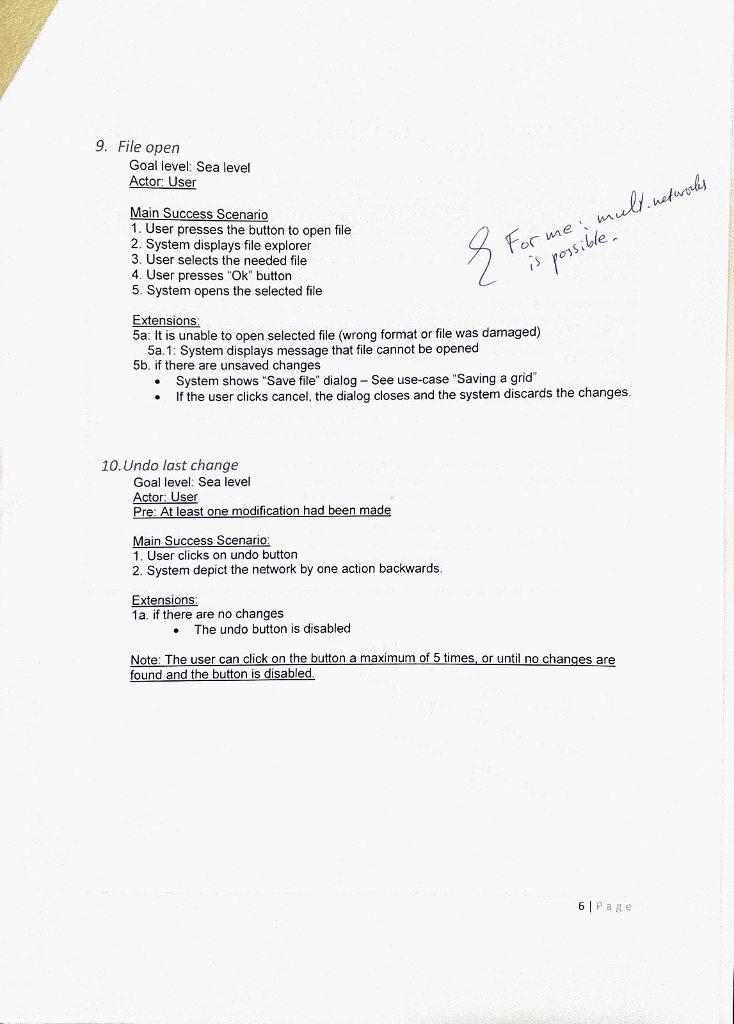 9. File open
Goal level: Sea level
Actor: User
Main Success Scenario
1. User presses the button to open file
2. System displays file explorer
3. User selects the needed file
4. User presses “Ok” button
5. System opens the selected file
For me: mult. networks
is possible.
Extensions:
5a: It is unable to open selected file (wrong format or file was damaged)
5a.1: System displays message that file cannot be opened
5b. if there are unsaved changes
• System shows “Save file” dialog – See use-case “Saving a grid”
• If the user clicks cancel, the dialog closes and the system discards the changes.
10. Undo last change
Goal level: Sea level
Actor: User
Pre: At least one modification had been made
Main Success Scenario:
1. User clicks on undo button
2. System depict the network by one action backwards.
Extensions:
1a. if there are no changes
• The undo button is disabled
Note: The user can click on the button a maximum of 5 times, or until no changes are
found and the button is disabled.
6 | Page